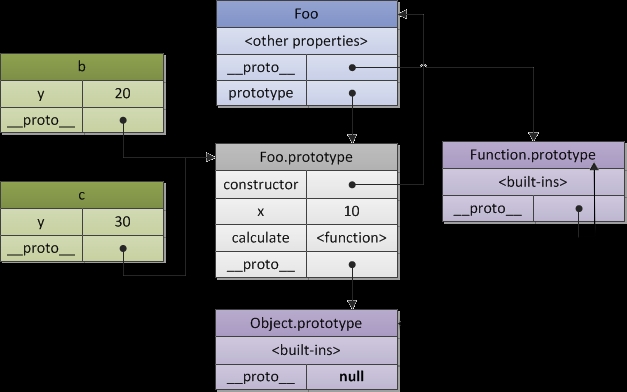 Foo
<other properties>
__proto__
prototype
b
y 20
__proto__
Foo.prototype
constructor
x 10
calculate <function>
__proto__
Function.prototype
<built-ins>
__proto__
c
y 30
__proto__
Object.prototype
<built-ins>
__proto__ null